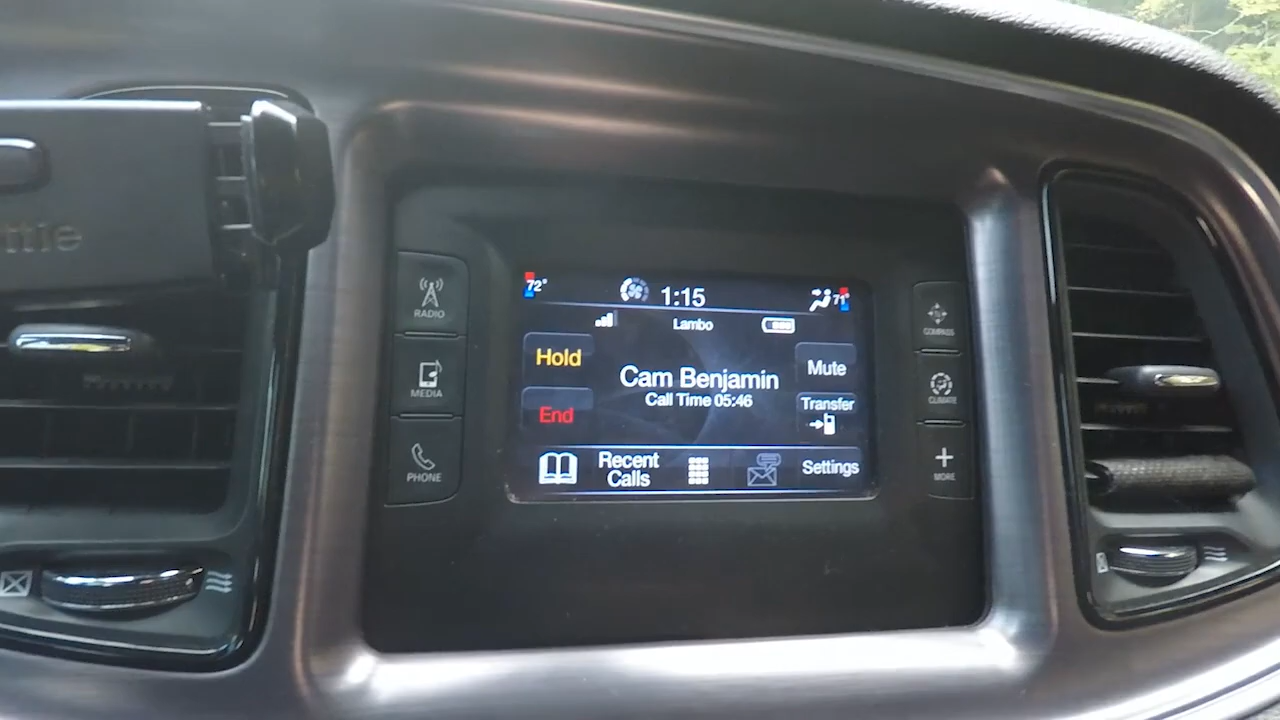 ttle
RADIO
MEDIA
PHONE
72°
1:15
71°
Lambo
Hold
End
Cam Benjamin
Call Time 05:46
Mute
Transfer
Recent
Calls
Settings
COMPASS
CLIMATE
MORE